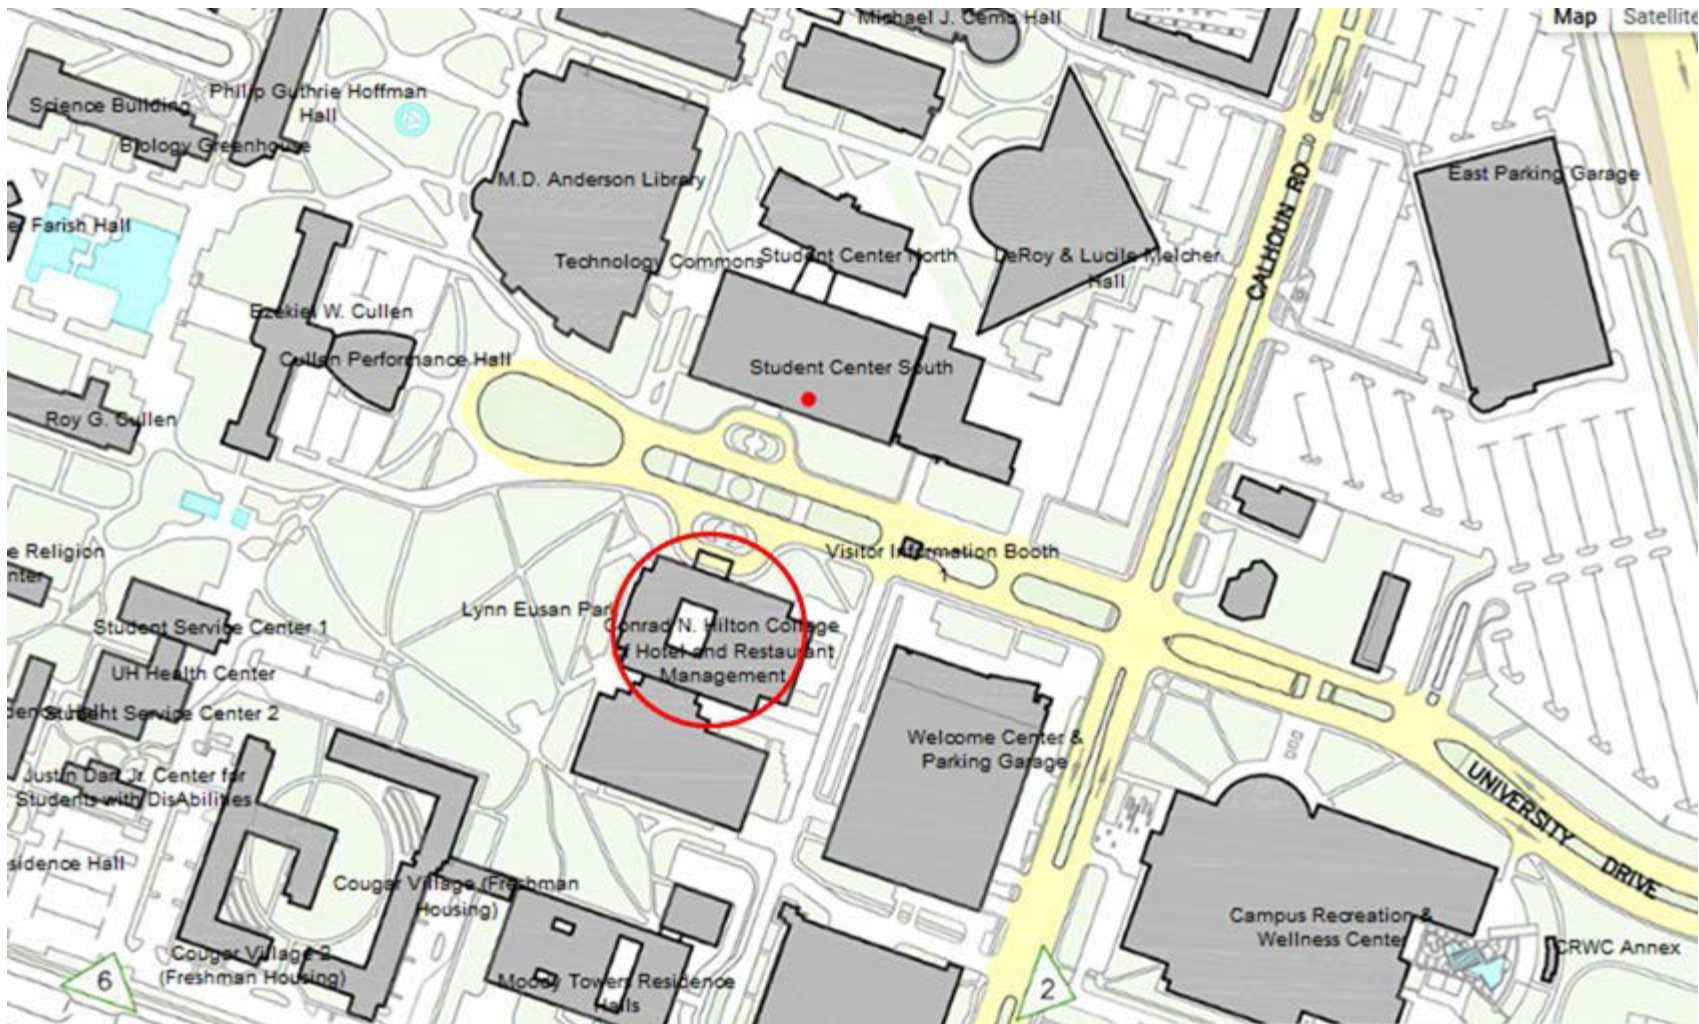 Michael J. Cemo Hall
Map
Satellite
Philip Guthrie Hoffman
Hall
Science Building
Biology Greenhouse
M.D. Anderson Library
East Parking Garage
Farish Hall
CALHOUN RD
Technology Commons
Student Center North
DeRoy & Lucile Melcher
Hall
Ezekiel W. Cullen
Cullen Performance Hall
Student Center South
Roy G. Cullen
e Religion
nter
Visitor Information Booth
1
Lynn Eusan Par
Conrad N. Hilton College
f Hotel and Restaurant
Management
Student Service Center 1
UH Health Center
Student Service Center 2
Welcome Center &
Parking Garage
Justin Dart Jr. Center for
Students with DisAbilities
UNIVERSITY DRIVE
sidence Hall
Cougar Village (Freshman
Housing)
Campus Recreation &
Wellness Center
CRWC Annex
Cougar Village 2
(Freshman Housing)
Moody Towers Residence
Halls
6
2